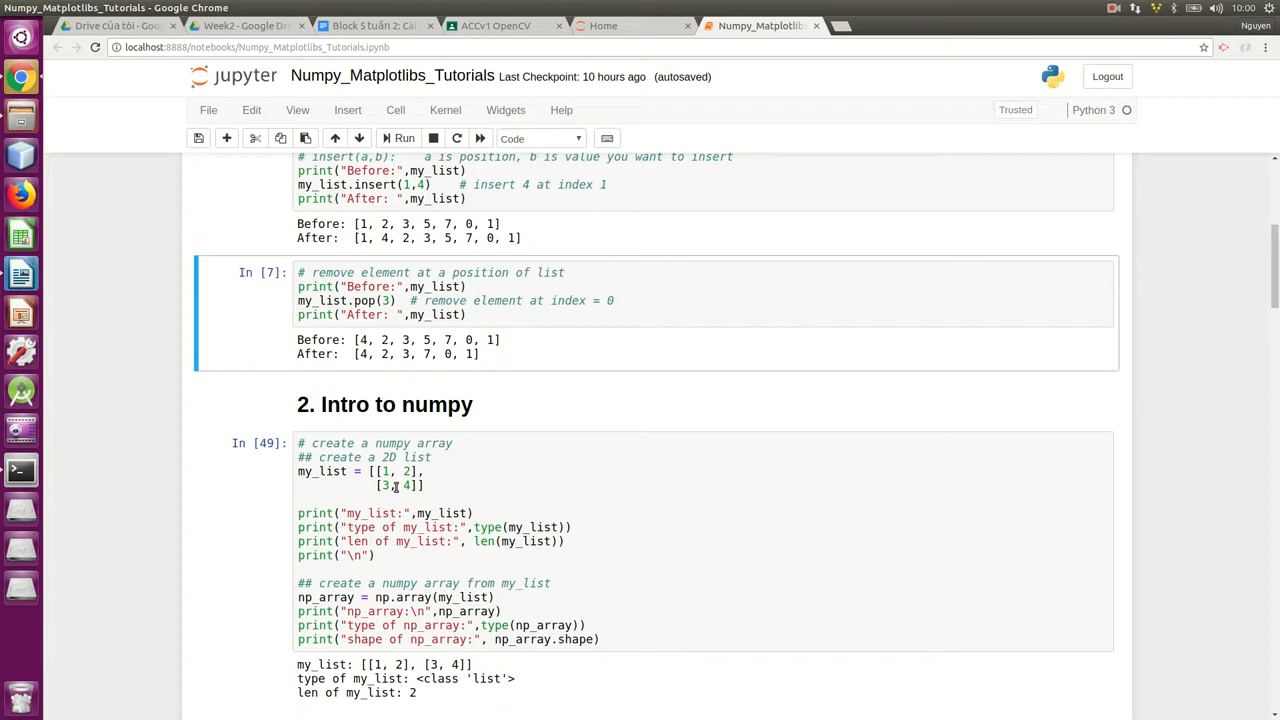 Numpy_Matplotlibs_Tutorials - Google Chrome
10:00
Drive của tôi - Goog
Week2 - Google Dri
Block 5 tuần 2: Cài
ACCv1 OpenCV
Home
Numpy_Matplotlibs
Nguyen
localhost:8888/notebooks/Numpy_Matplotlibs_Tutorials.ipynb
jupyter Numpy_Matplotlibs_Tutorials Last Checkpoint: 10 hours ago (autosaved)
Logout
File Edit View Insert Cell Kernel Widgets Help
Trusted
Python 3
Run
Code
# insert(a,b): a is position, b is value you want to insert
print("Before:",my_list)
my_list.insert(1,4) # insert 4 at index 1
print("After: ",my_list)
Before: [1, 2, 3, 5, 7, 0, 1]
After: [1, 4, 2, 3, 5, 7, 0, 1]
In [7]: # remove element at a position of list
print("Before:",my_list)
my_list.pop(3) # remove element at index = 0
print("After: ",my_list)
Before: [4, 2, 3, 5, 7, 0, 1]
After: [4, 2, 3, 7, 0, 1]
2. Intro to numpy
In [49]: # create a numpy array
## create a 2D list
my_list = [[1, 2],
[3, 4]]
print("my_list:",my_list)
print("type of my_list:",type(my_list))
print("len of my_list:", len(my_list))
print("\n")
## create a numpy array from my_list
np_array = np.array(my_list)
print("np_array:\n",np_array)
print("type of np_array:",type(np_array))
print("shape of np_array:", np_array.shape)
my_list: [[1, 2], [3, 4]]
type of my_list: <class 'list'>
len of my_list: 2